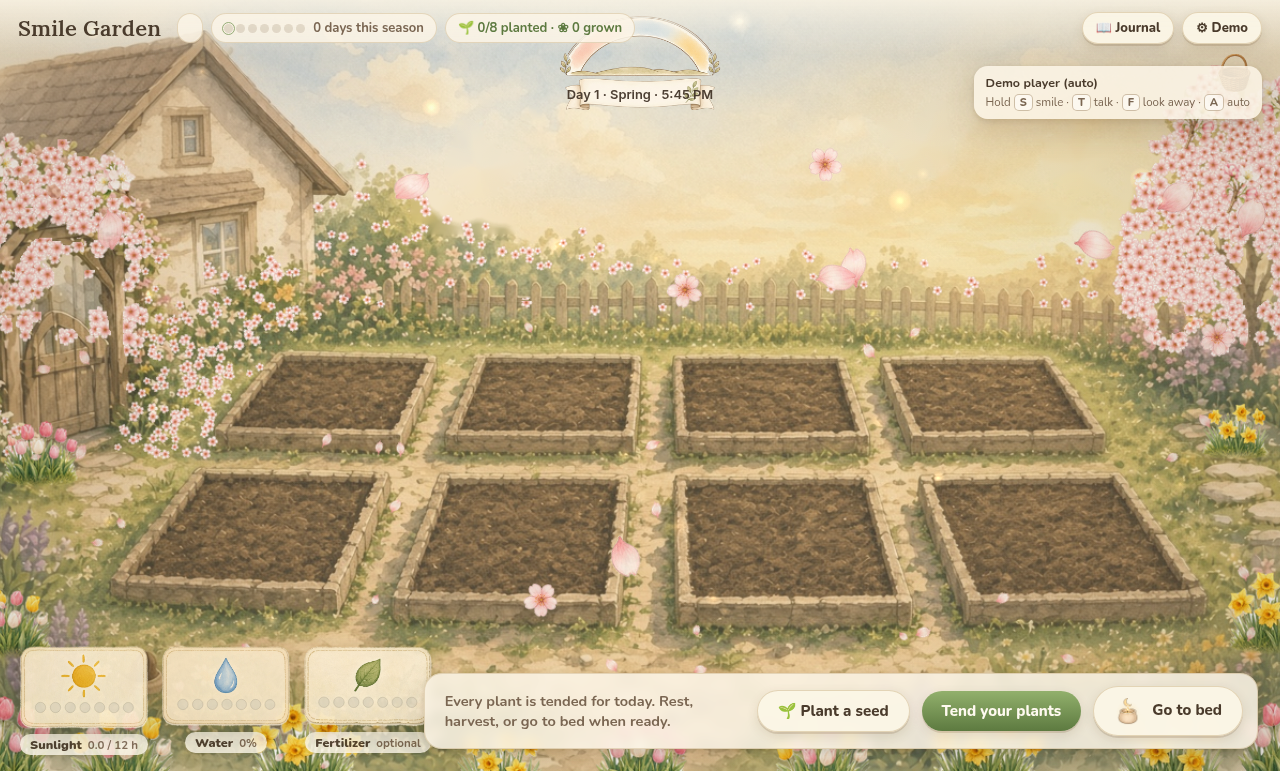 Smile Garden
0 days this season
0/8 planted · ❀ 0 grown
Journal
Demo
Day 1 · Spring · 5:45 PM
Demo player (auto)
Hold S smile · T talk · F look away · A auto
Every plant is tended for today. Rest,
harvest, or go to bed when ready.
Plant a seed
Tend your plants
Go to bed
Sunlight 0.0 / 12 h
Water 0%
Fertilizer optional